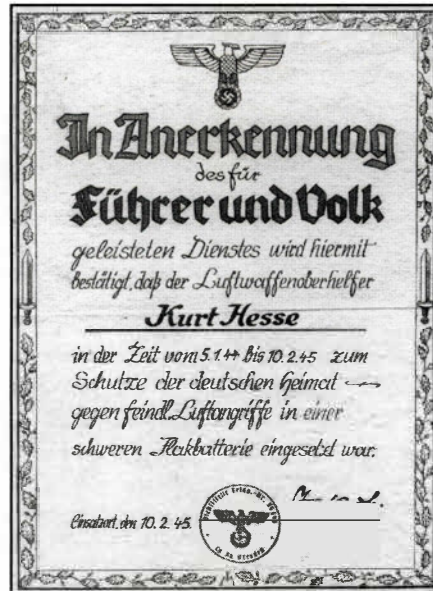 In Anerkennung
des für
Führer und Volk
geleisteten Dienstes wird hiermit
bestätigt, daß der Luftwaffenoberhelfer
Kurt Hesse
in der Zeit vom 5.1.44 bis 10.2.45 zum
Schutze der deutschen Heimat
gegen feindl. Luftangriffe in einer
schweren Flakbatterie eingesetzt war.
Einsatzort, den 10.2.45.